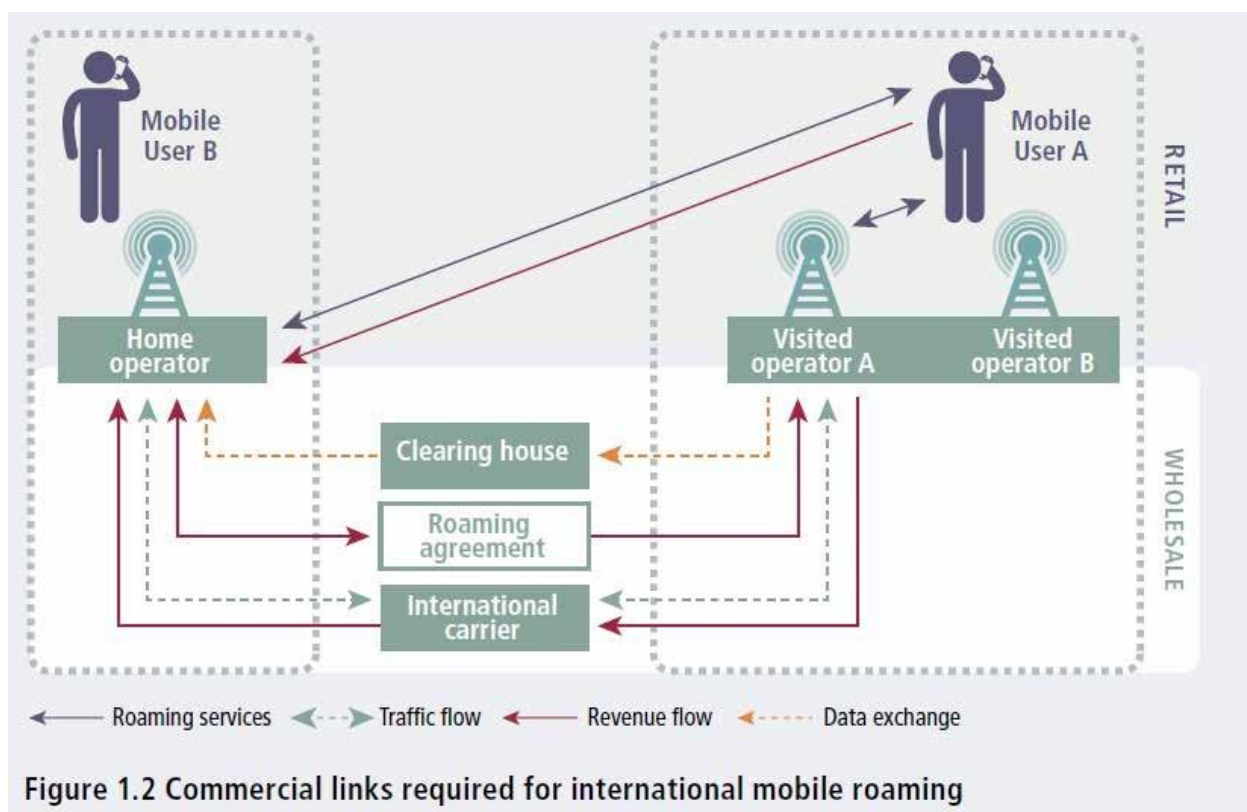 Mobile
User B
Mobile
User A
RETAIL
Home
operator
Visited
operator A
Visited
operator B
Clearing house
Roaming
agreement
International
carrier
WHOLESALE
Roaming services
Traffic flow
Revenue flow
Data exchange
Figure 1.2 Commercial links required for international mobile roaming